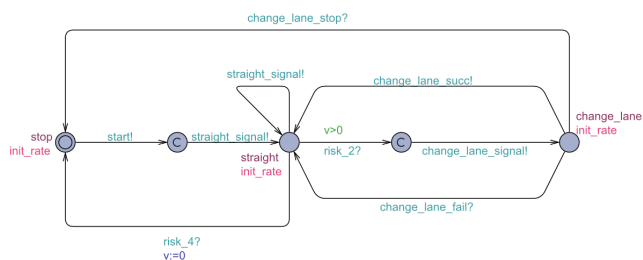 change_lane_stop?
straight_signal!
change_lane_succ!
change_lane
init_rate
v>0
stop
init_rate
start!
C
straight_signal!
straight
init_rate
risk_2?
C
change_lane_signal!
change_lane_fail?
risk_4?
v:=0